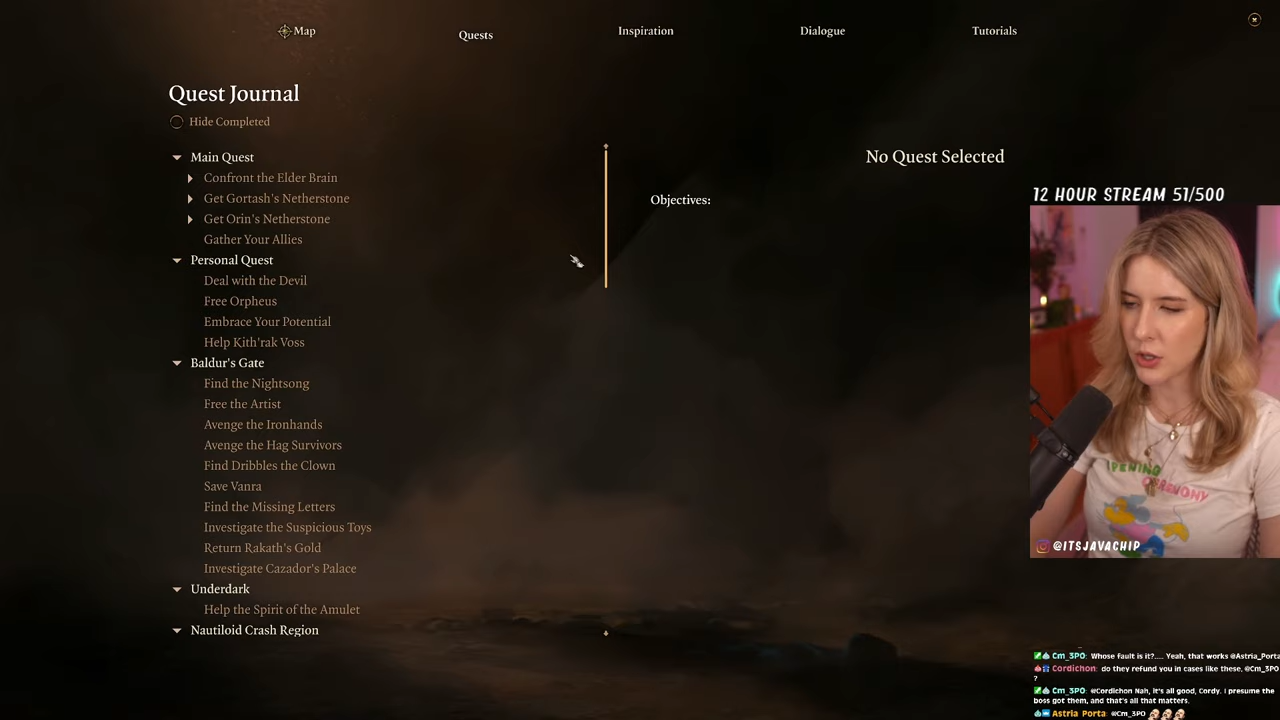 Map
Quests
Inspiration
Dialogue
Tutorials
Quest Journal
Hide Completed
Main Quest
Confront the Elder Brain
Get Gortash's Netherstone
Get Orin's Netherstone
Gather Your Allies
Personal Quest
Deal with the Devil
Free Orpheus
Embrace Your Potential
Help Kith'rak Voss
Baldur's Gate
Find the Nightsong
Free the Artist
Avenge the Ironhands
Avenge the Hag Survivors
Find Dribbles the Clown
Save Vanra
Find the Missing Letters
Investigate the Suspicious Toys
Return Rakath's Gold
Investigate Cazador's Palace
Underdark
Help the Spirit of the Amulet
Nautiloid Crash Region
No Quest Selected
Objectives:
12 HOUR STREAM 51/500
OPENING
CEREMONY
@ITSJAVACHIP
Cm_3PO: Whose fault is it?.... Yeah, that works @Astria_Porta
Cordichon: do they refund you in cases like these, @Cm_3PO
?
Cm_3PO: @Cordichon Nah, it's all good, Cordy. I presume the
boss got them, and that's all that matters.
Astria_Porta: @Cm_3PO